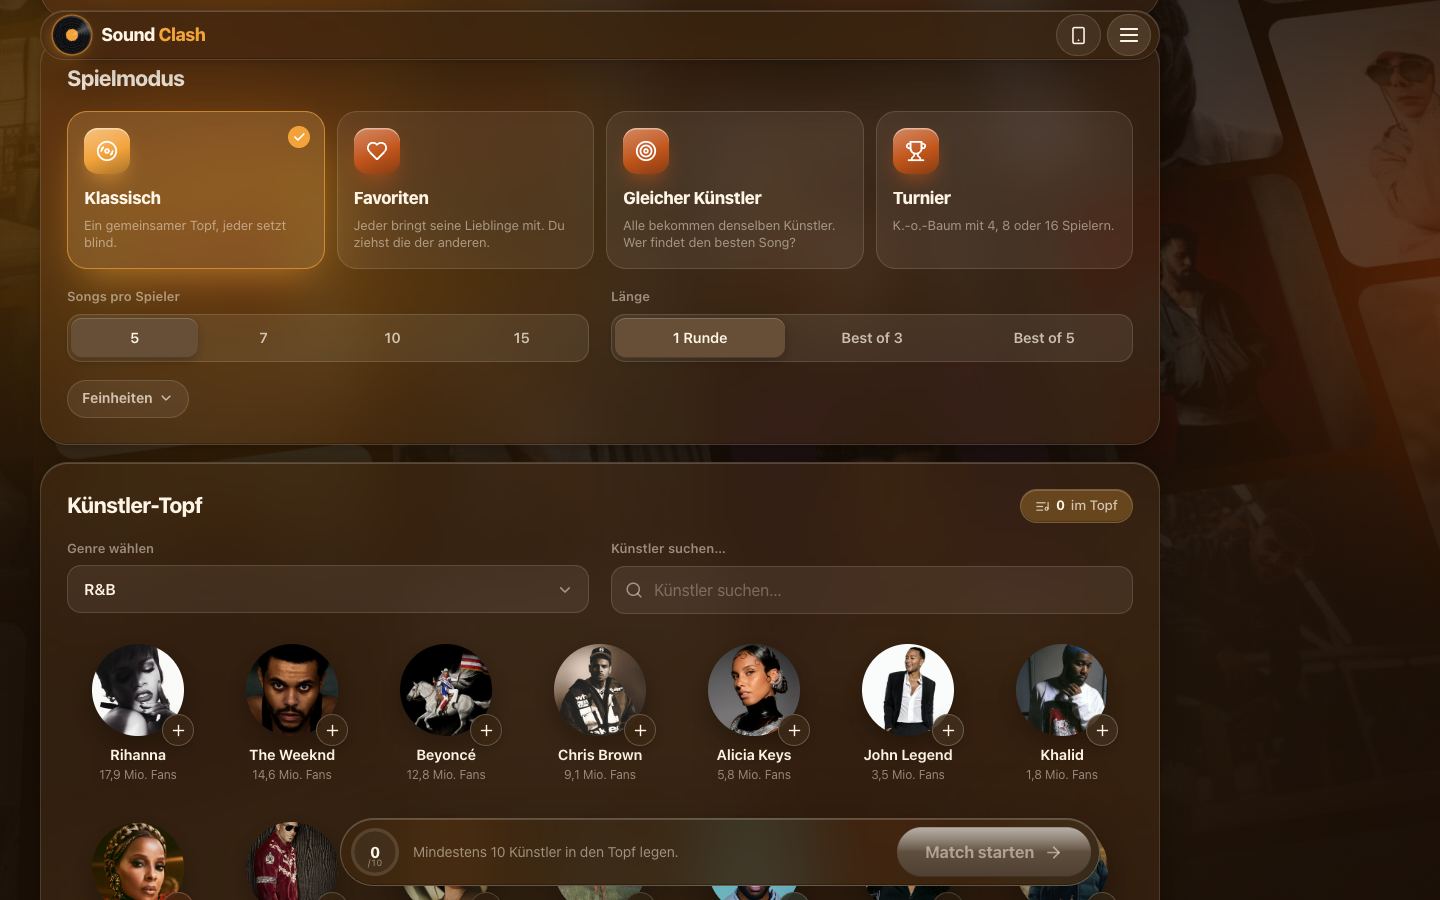 Sound Clash
Spielmodus
Klassisch
Ein gemeinsamer Topf, jeder setzt
blind.
Favoriten
Jeder bringt seine Lieblinge mit. Du
ziehst die der anderen.
Gleicher Künstler
Alle bekommen denselben Künstler.
Wer findet den besten Song?
Turnier
K.-o.-Baum mit 4, 8 oder 16 Spielern.
Songs pro Spieler
5
7
10
15
Länge
1 Runde
Best of 3
Best of 5
Feinheiten
Künstler-Topf
0 im Topf
Genre wählen
R&B
Künstler suchen...
Künstler suchen...
Rihanna
17,9 Mio. Fans
The Weeknd
14,6 Mio. Fans
Beyoncé
12,8 Mio. Fans
Chris Brown
9,1 Mio. Fans
Alicia Keys
5,8 Mio. Fans
John Legend
3,5 Mio. Fans
Khalid
1,8 Mio. Fans
0
/10
Mindestens 10 Künstler in den Topf legen.
Match starten